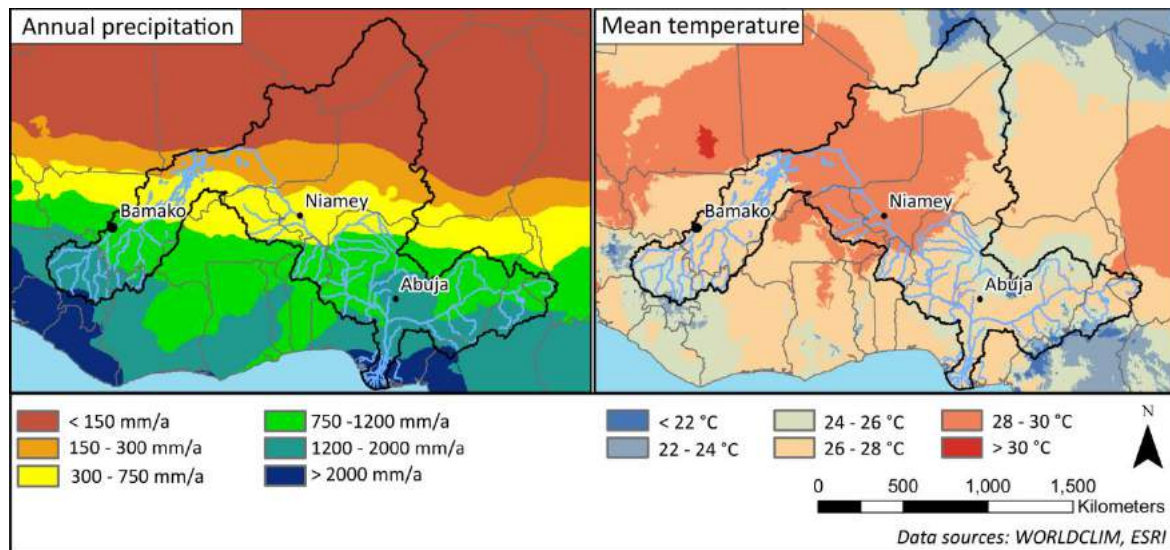 Annual precipitation
Mean temperature
Bamako
Niamey
Abuja
Bamako
Niamey
Abuja
< 150 mm/a
150 - 300 mm/a
300 - 750 mm/a
750 -1200 mm/a
1200 - 2000 mm/a
> 2000 mm/a
< 22 °C
22 - 24 °C
24 - 26 °C
26 - 28 °C
28 - 30 °C
> 30 °C
N
0 500 1,000 1,500
Kilometers
Data sources: WORLDCLIM, ESRI